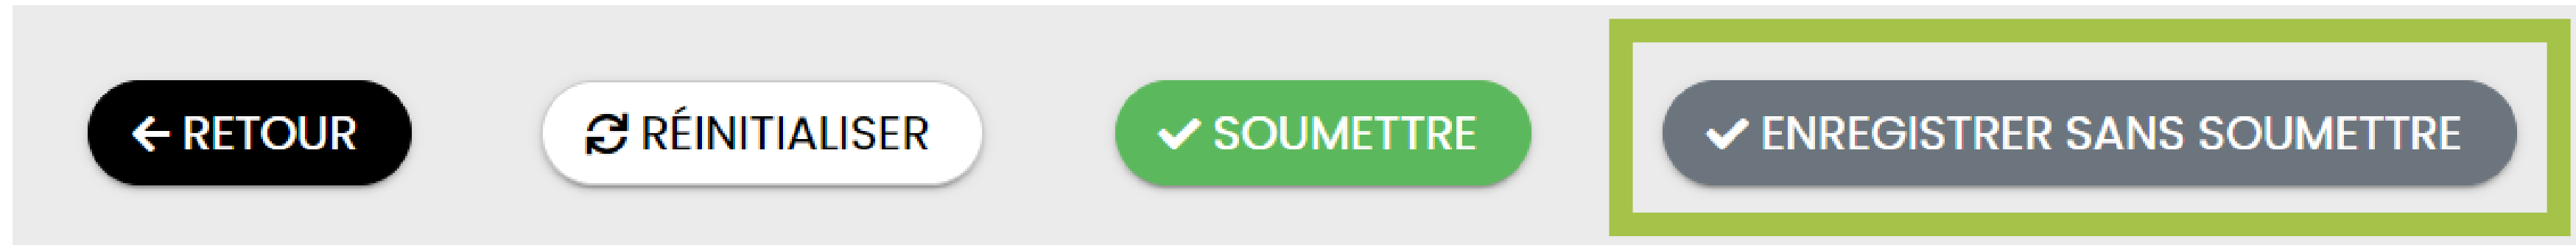 RETOUR RÉINITIALISER SOUMETTRE ENREGISTRER SANS SOUMETTRE